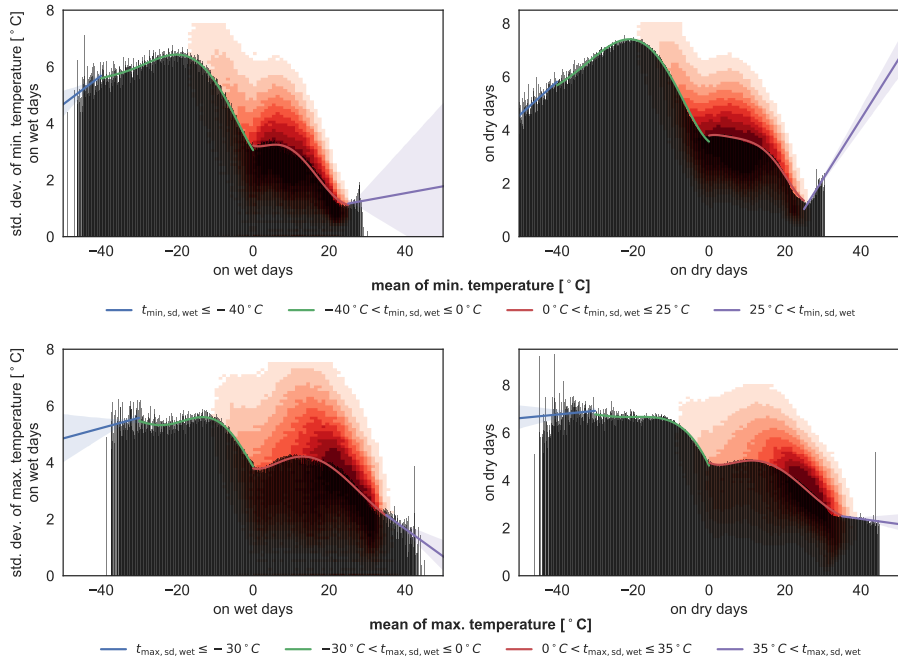 std. dev. of min. temperature [ °C]
on wet days
8
6
4
2
0
−40 −20 0 20 40
on wet days
on dry days
8
6
4
2
0
−40 −20 0 20 40
on dry days
mean of min. temperature [ °C]
t_min, sd, wet ≤ − 40°C
−40°C < t_min, sd, wet ≤ 0°C
0°C < t_min, sd, wet ≤ 25°C
25°C < t_min, sd, wet
std. dev. of max. temperature [ °C]
on wet days
8
6
4
2
0
−40 −20 0 20 40
on wet days
on dry days
8
6
4
2
0
−40 −20 0 20 40
on dry days
mean of max. temperature [ °C]
t_max, sd, wet ≤ − 30°C
−30°C < t_max, sd, wet ≤ 0°C
0°C < t_max, sd, wet ≤ 35°C
35°C < t_max, sd, wet